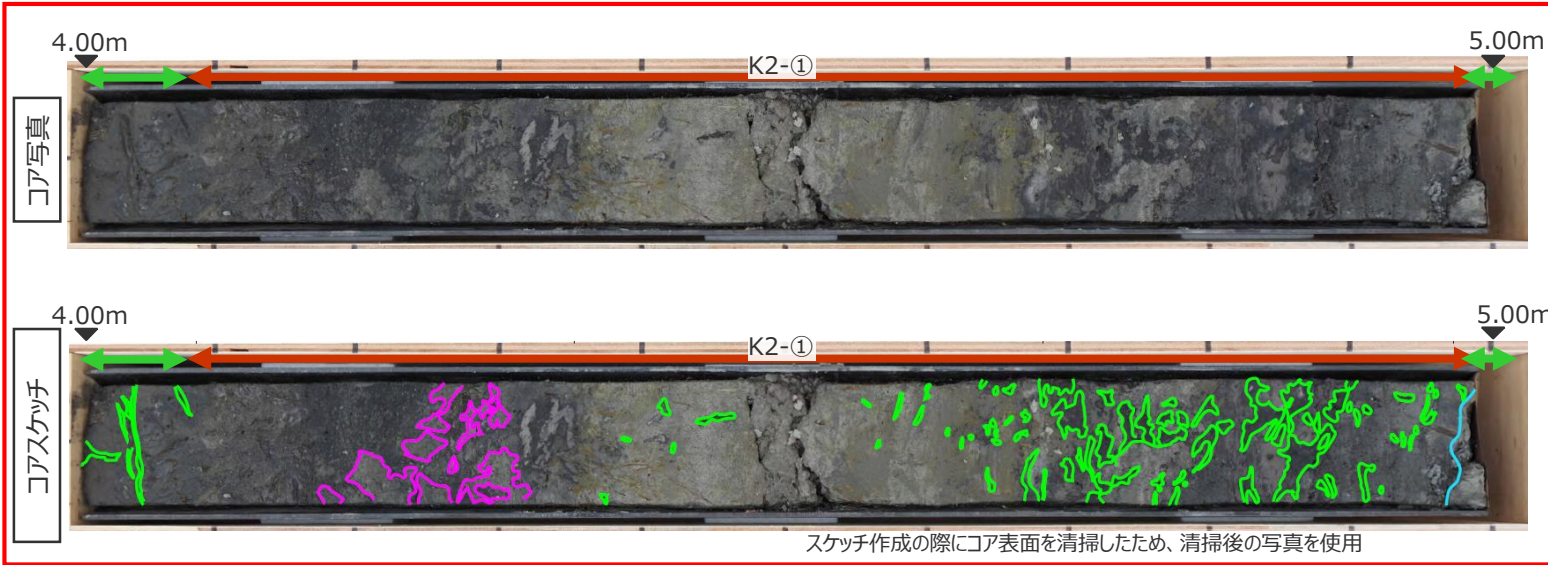 4.00m
5.00m
K2-①
コア写真
4.00m
5.00m
K2-①
コアスケッチ
スケッチ作成の際にコア表面を清掃したため、清掃後の写真を使用